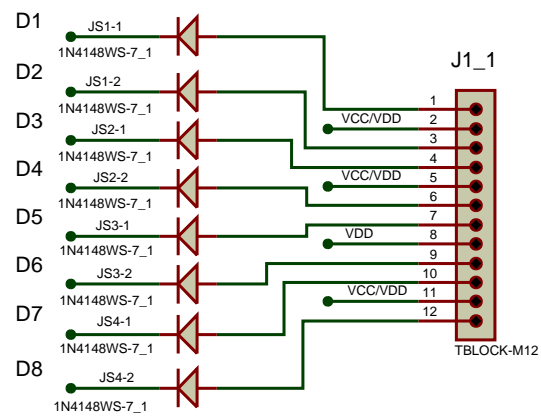 D1
JS1-1
1N4148WS-7_1
D2
JS1-2
1N4148WS-7_1
D3
JS2-1
1N4148WS-7_1
D4
JS2-2
1N4148WS-7_1
D5
JS3-1
1N4148WS-7_1
D6
JS3-2
1N4148WS-7_1
D7
JS4-1
1N4148WS-7_1
D8
JS4-2
1N4148WS-7_1
J1_1
1
VCC/VDD
2
3
4
VCC/VDD
5
6
7
VDD
8
9
10
VCC/VDD
11
12
TBLOCK-M12